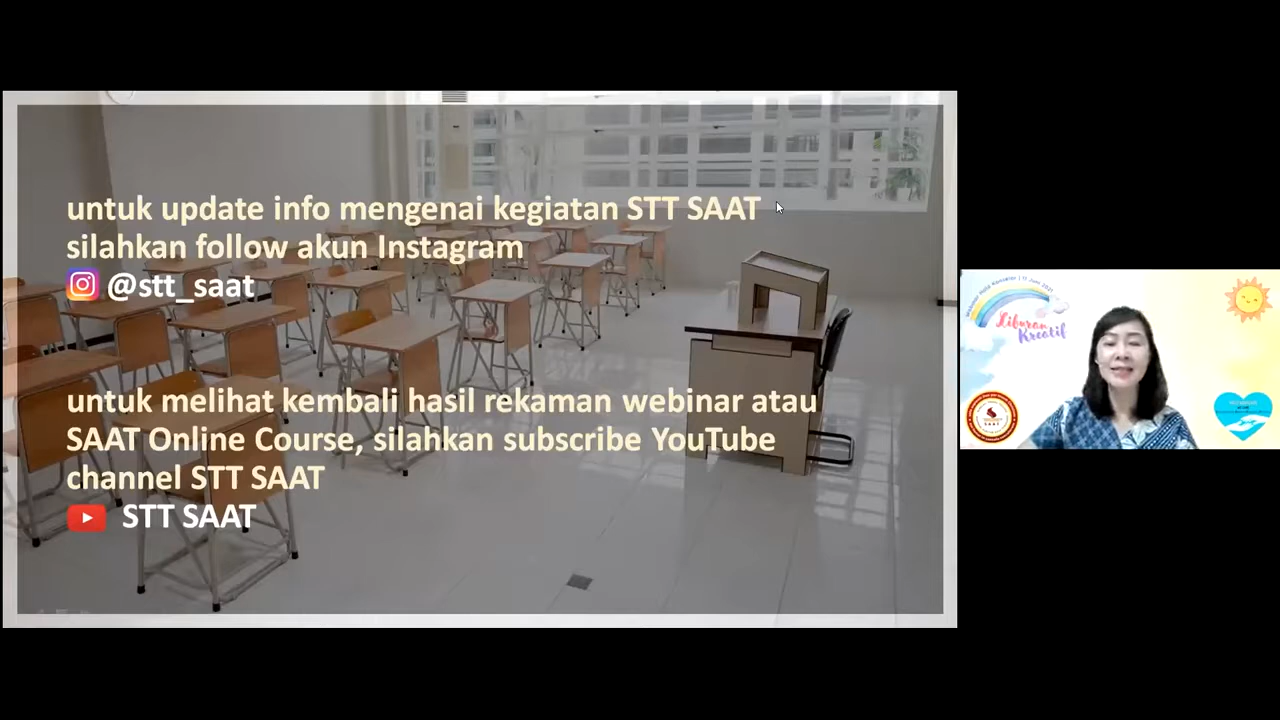 untuk update info mengenai kegiatan STT SAAT
silahkan follow akun Instagram
@stt_saat
untuk melihat kembali hasil rekaman webinar atau
SAAT Online Course, silahkan subscribe YouTube
channel STT SAAT
STT SAAT
Liburan
Kreatif
SAAT